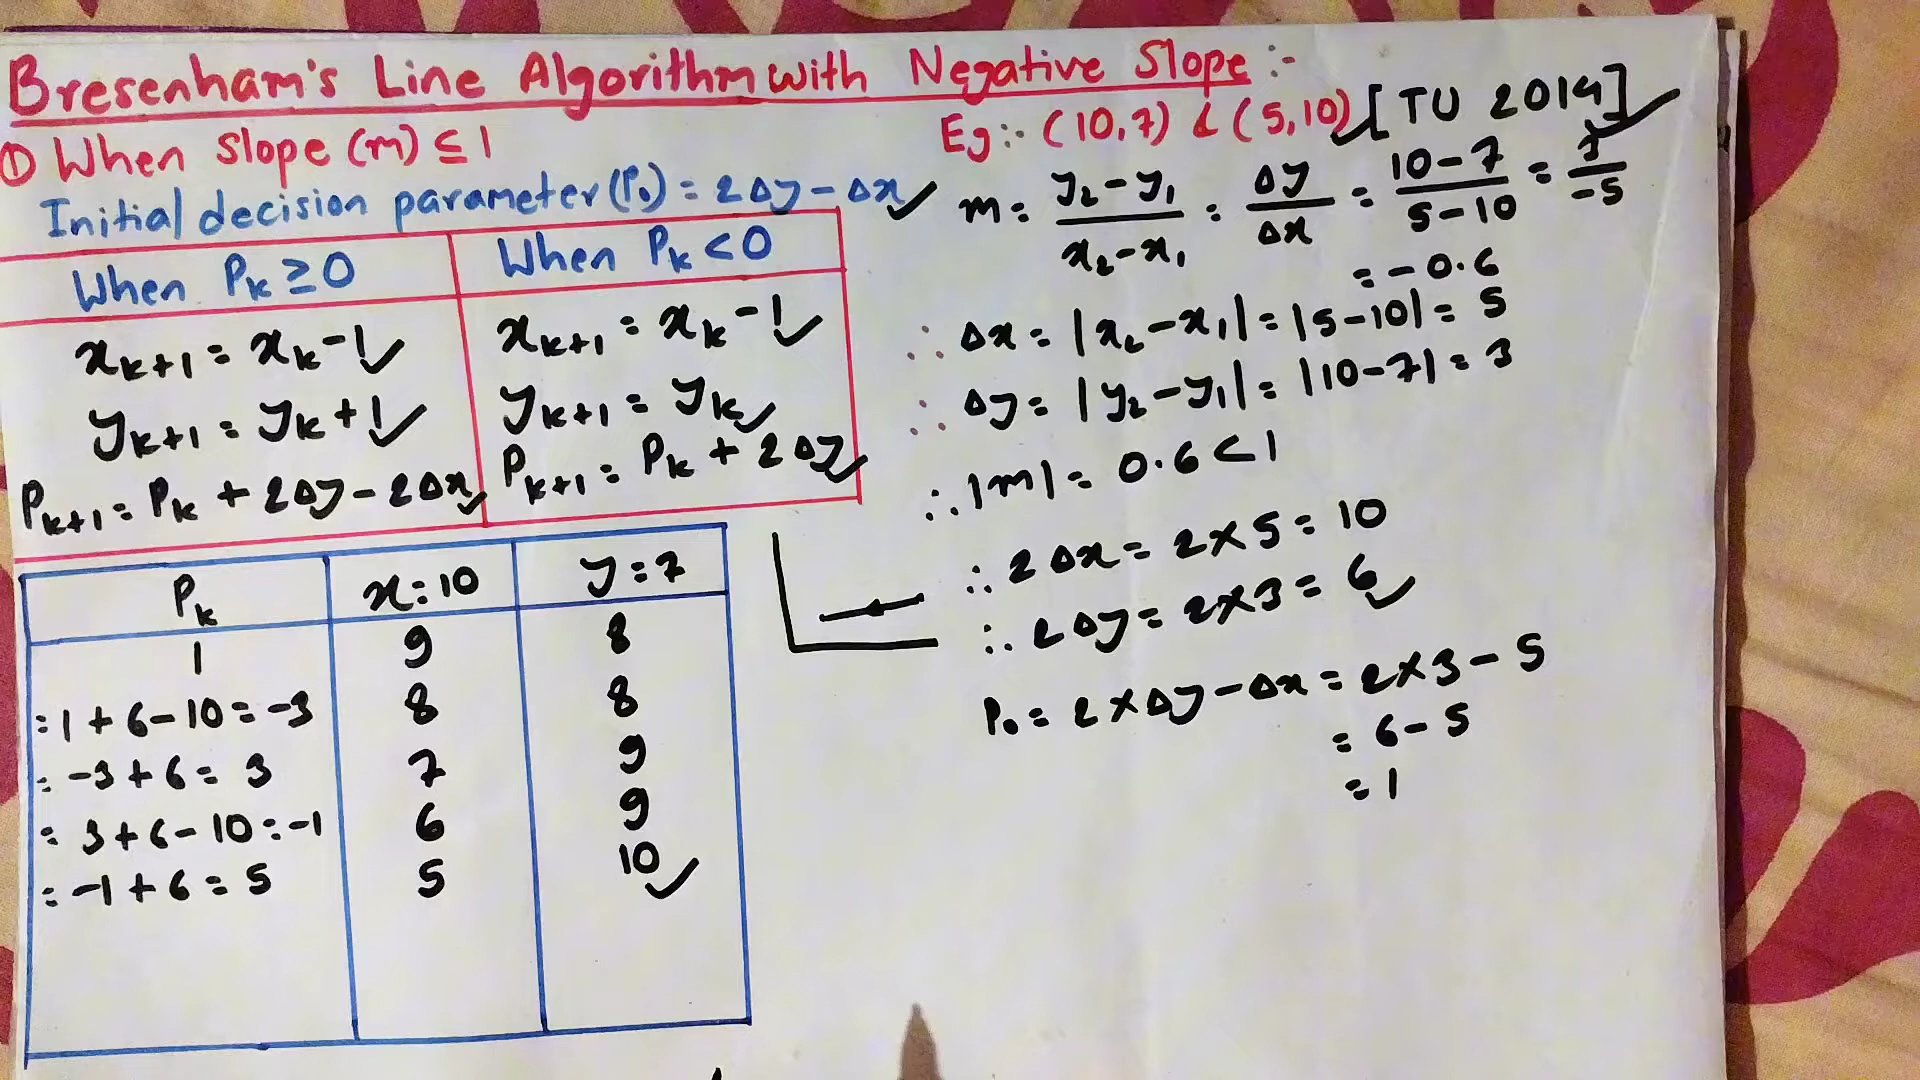 Bresenham's Line Algorithm with Negative Slope :-
① When Slope (m) ≤ 1
Initial decision parameter (P₀) = 2Δy - Δx ✓
When Pₖ ≥ 0
xₖ₊₁ = xₖ - 1 ✓
yₖ₊₁ = yₖ + 1 ✓
Pₖ₊₁ = Pₖ + 2Δy - 2Δx ✓
When Pₖ < 0
xₖ₊₁ = xₖ - 1 ✓
yₖ₊₁ = yₖ ✓
Pₖ₊₁ = Pₖ + 2Δy ✓
Pₖ x = 10 y = 7
1 9 8
= 1 + 6 - 10 = -3 8 8
= -3 + 6 = 3 7 9
= 3 + 6 - 10 = -1 6 9
= -1 + 6 = 5 5 10 ✓
Eg :- (10,7) & (5,10) ✓ [TU 2014] ✓
m = y₂ - y₁ / x₂ - x₁ = Δy / Δx = 10 - 7 / 5 - 10 = 3 / -5
= -0.6
∴ Δx = |x₂ - x₁| = |5 - 10| = 5
∴ Δy = |y₂ - y₁| = |10 - 7| = 3
∴ |m| = 0.6 < 1
∴ 2Δx = 2 × 5 = 10
∴ 2Δy = 2 × 3 = 6 ✓
P₀ = 2 × Δy - Δx = 2 × 3 - 5
= 6 - 5
= 1